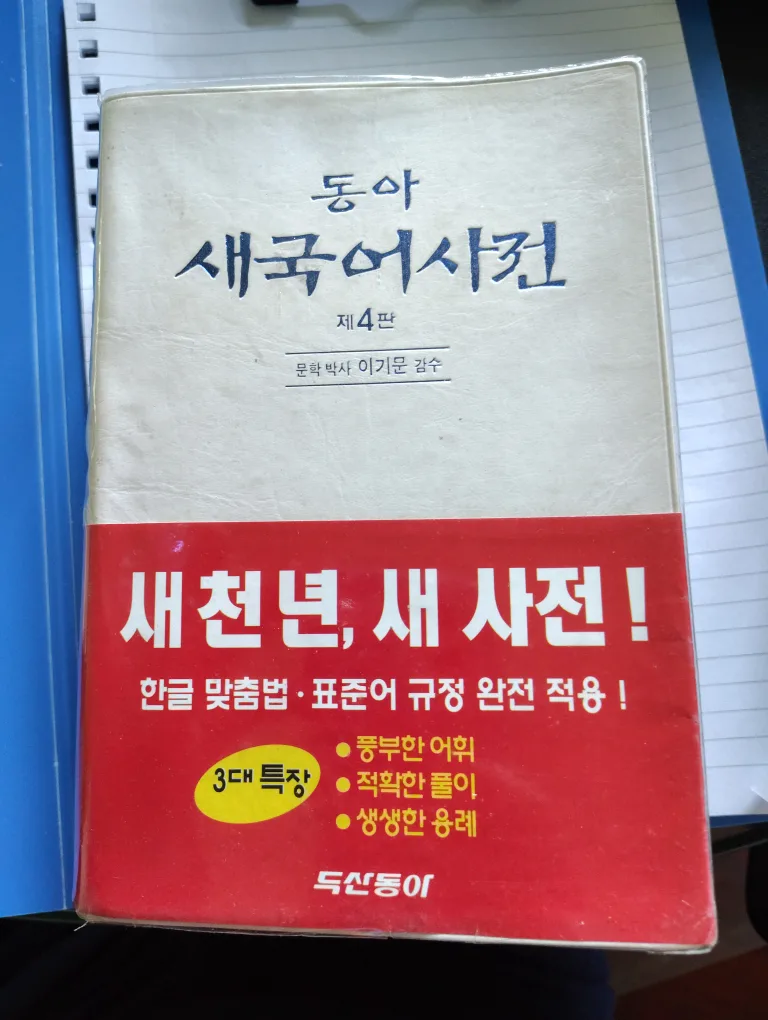 동아
새국어사전
제4판
문학 박사 이기문 감수
새천년, 새 사전!
한글 맞춤법 · 표준어 규정 완전 적용!
3대 특장
● 풍부한 어휘
● 적확한 풀이
● 생생한 용례
두산동아